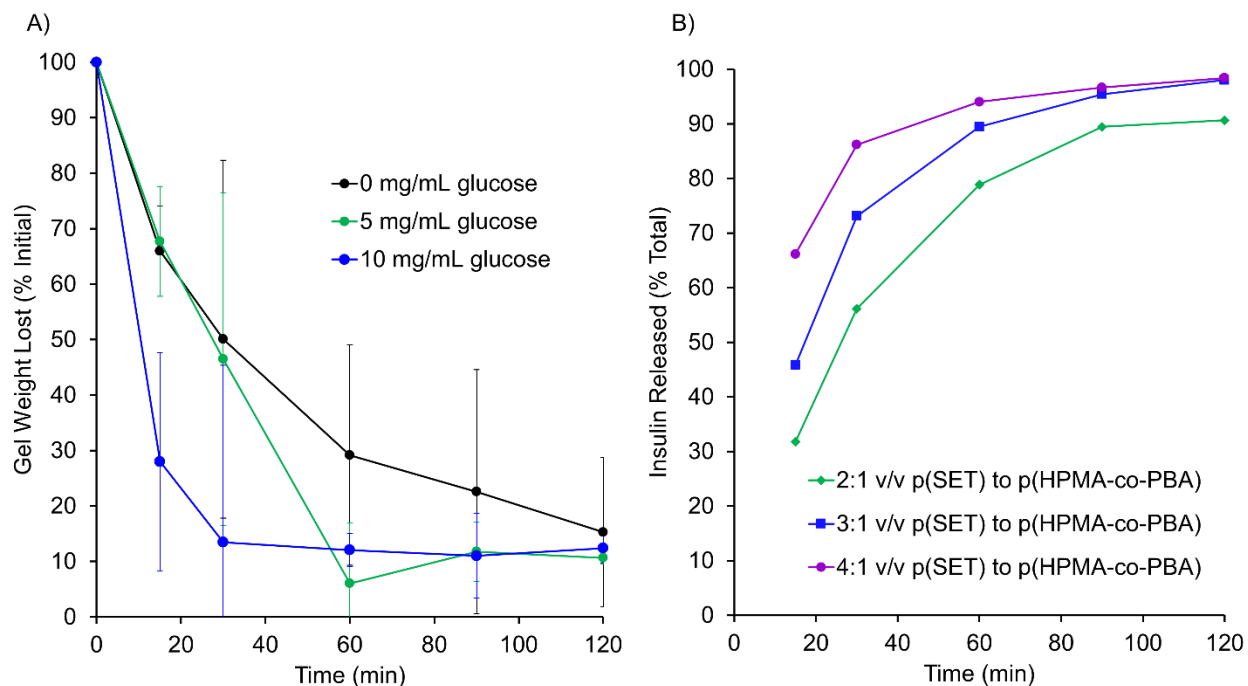 A)
Gel Weight Lost (% Initial)
100
90
80
70
60
50
40
30
20
10
0
0 mg/mL glucose
5 mg/mL glucose
10 mg/mL glucose
0 20 40 60 80 100 120
Time (min)
B)
Insulin Released (% Total)
100
90
80
70
60
50
40
30
20
10
0
2:1 v/v p(SET) to p(HPMA-co-PBA)
3:1 v/v p(SET) to p(HPMA-co-PBA)
4:1 v/v p(SET) to p(HPMA-co-PBA)
0 20 40 60 80 100 120
Time (min)